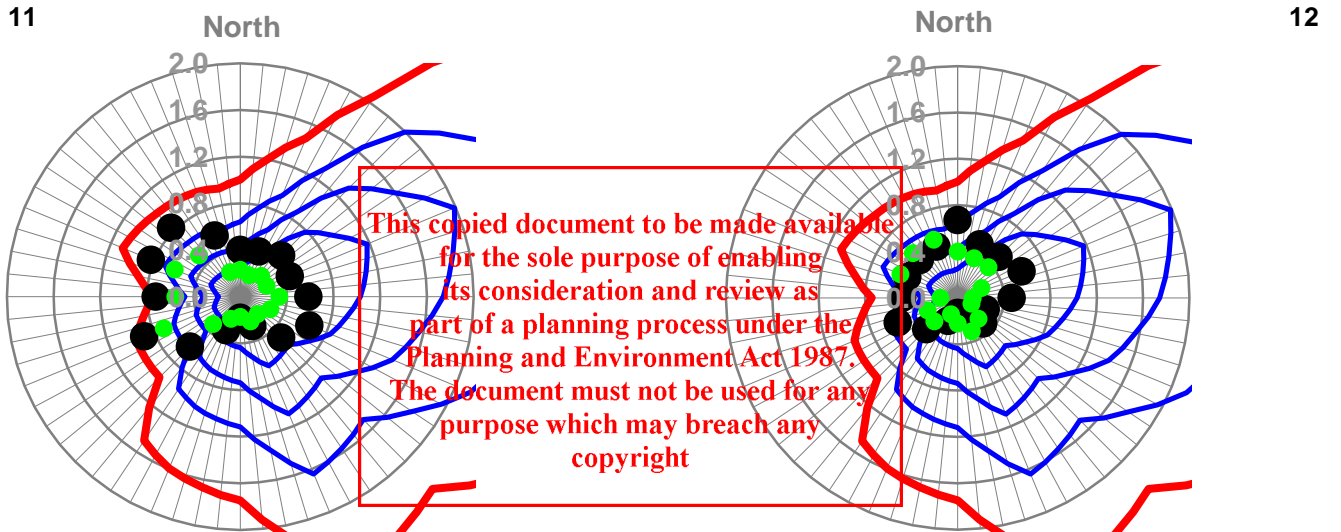 11
North
2.0
1.6
1.2
0.8
0.4
0.0
This copied document to be made available
for the sole purpose of enabling
its consideration and review as
part of a planning process under the
Planning and Environment Act 1987.
The document must not be used for any
purpose which may breach any
copyright
12
North
2.0
1.6
1.2
0.8
0.4
0.0